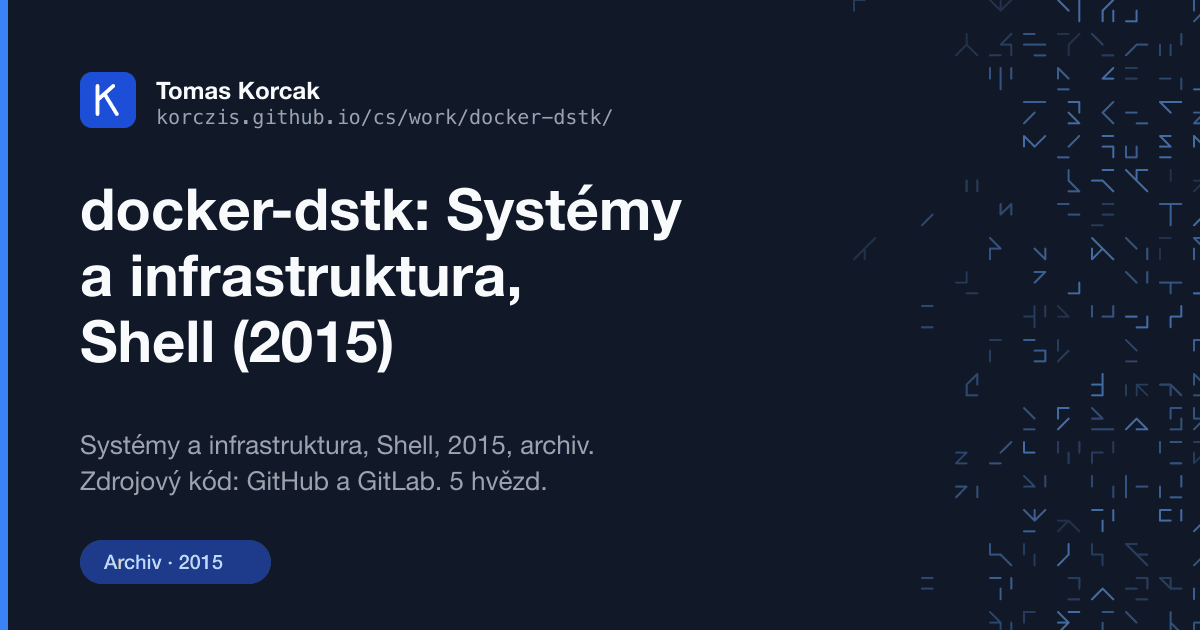 Tomas Korcak
korczis.github.io/cs/work/docker-dstk/
docker-dstk: Systémy
a infrastruktura,
Shell (2015)
Systémy a infrastruktura, Shell, 2015, archiv.
Zdrojový kód: GitHub a GitLab. 5 hvězd.
Archiv · 2015